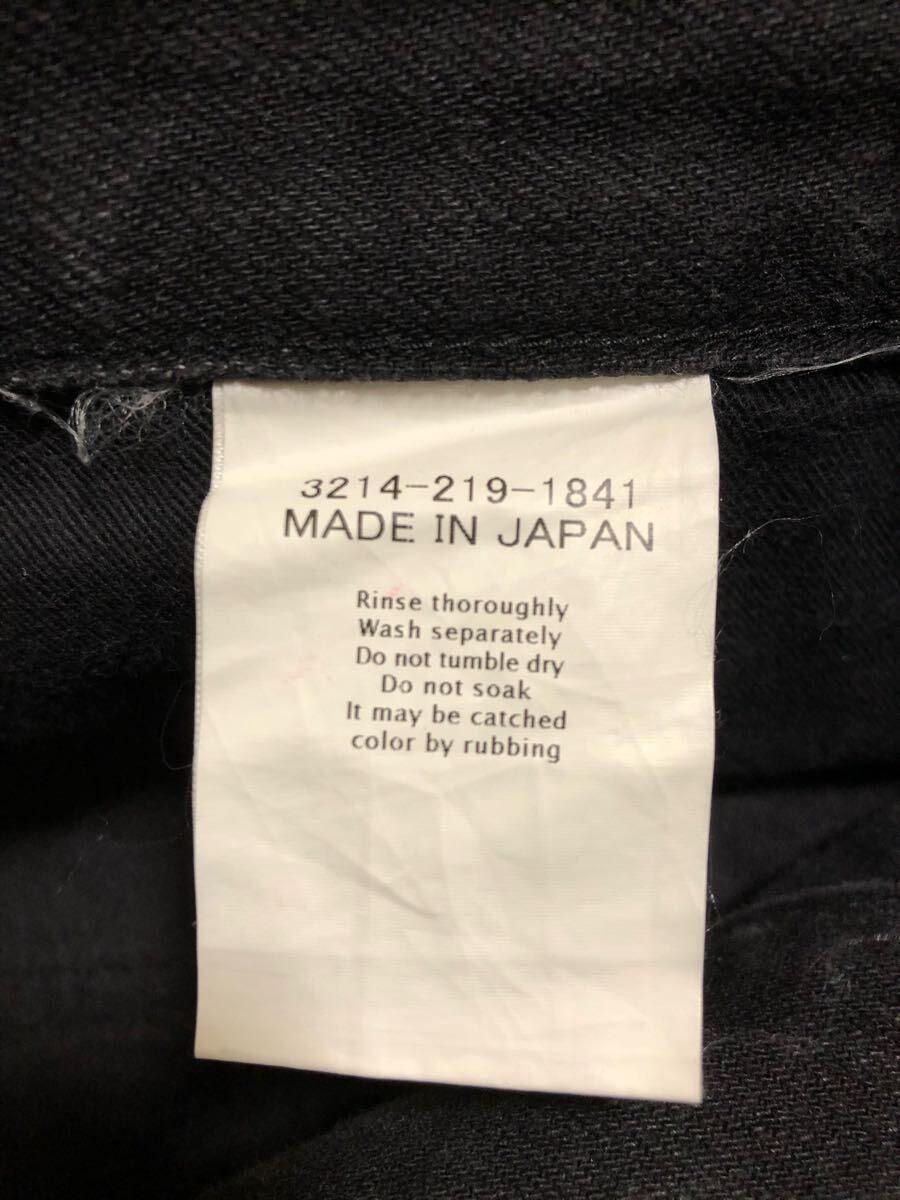 3214-219-1841
MADE IN JAPAN
Rinse thoroughly
Wash separately
Do not tumble dry
Do not soak
It may be catched
color by rubbing